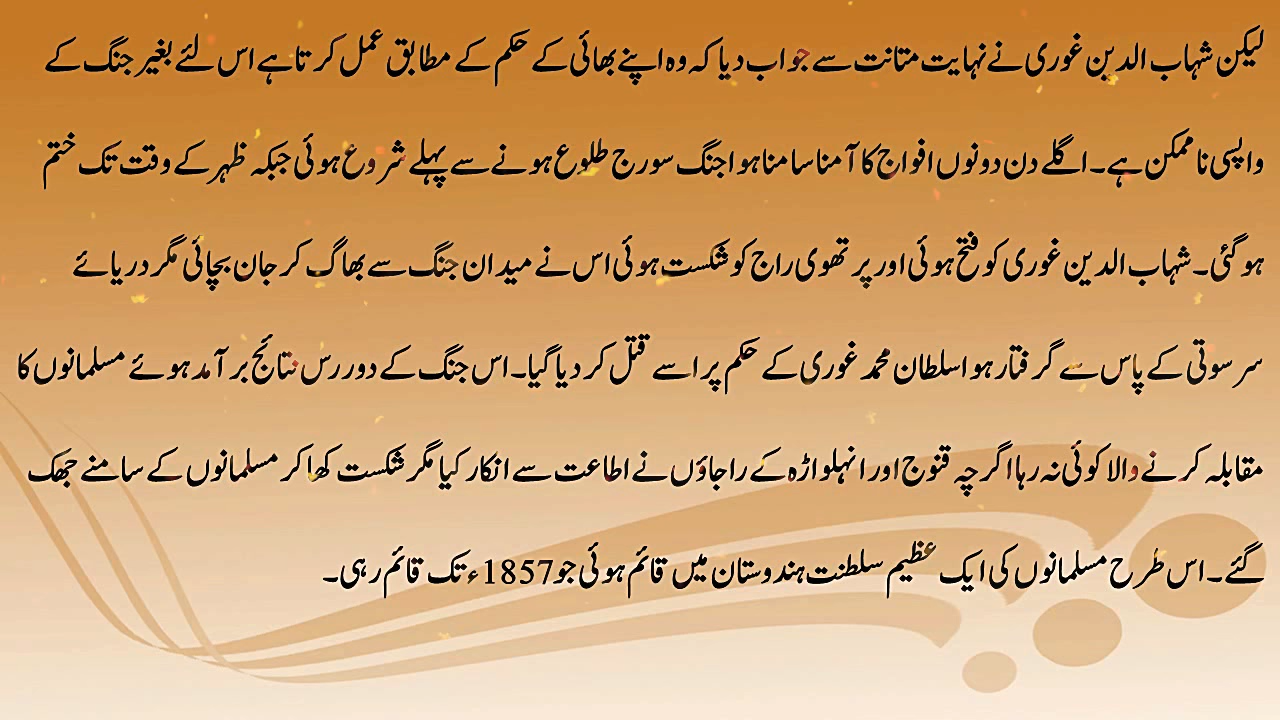 لیکن شہاب الدین غوری نے نہایت متانت سے جواب دیا کہ وہ اپنے بھائی کے حکم کے مطابق عمل کرتا ہے اس لئے بغیر جنگ کے
واپسی ناممکن ہے۔ اگلے دن دونوں افواج کا آمنا سامنا ہوا جنگ سورج طلوع ہونے سے پہلے شروع ہوئی جبکہ ظہر کے وقت تک ختم
ہو گئی۔ شہاب الدین غوری کو فتح ہوئی اور پرتھوی راج کو شکست ہوئی اس نے میدان جنگ سے بھاگ کر جان بچائی مگر دریائے
سرسوتی کے پاس سے گرفتار ہوا سلطان محمد غوری کے حکم پر اسے قتل کر دیا گیا۔ اس جنگ کے دوررس نتائج برآمد ہوئے مسلمانوں کا
مقابلہ کرنے والا کوئی نہ رہا اگرچہ قنوج اور انہلواڑہ کے راجاؤں نے اطاعت سے انکار کیا مگر شکست کھا کر مسلمانوں کے سامنے جھک
گئے۔ اس طرح مسلمانوں کی ایک عظیم سلطنت ہندوستان میں قائم ہوئی جو 1857ء تک قائم رہی۔